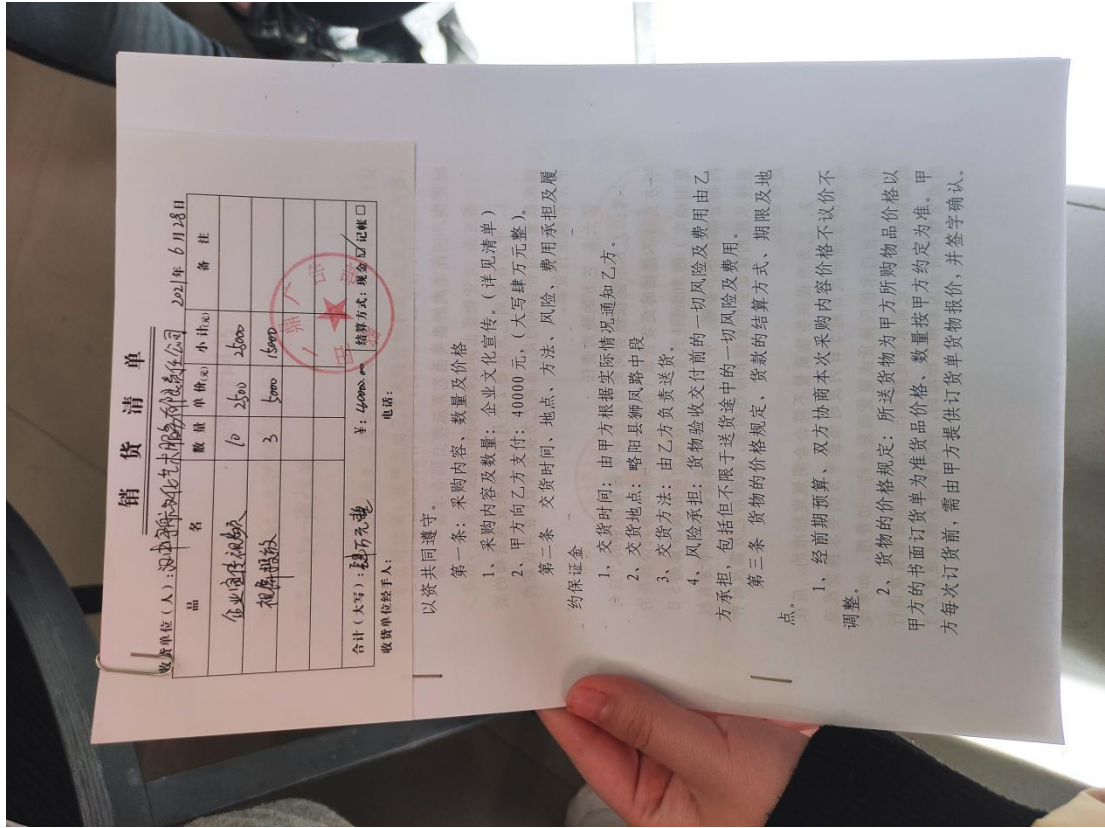 销 货 清 单
收货单位(人):汉中 文化艺术服务有限责任公司 2021年 6月28日
品 名 数 量 单 价(元) 小 计(元) 备 注
企业宣传视频 10 2500 25000
视频投放 3 5000 15000
合计(大写):肆万元整 ¥:40000.00 结算方式:现金☑ 记帐□
收货单位经手人: 电话:
以资共同遵守。
第一条:采购内容、数量及价格
1、采购内容及数量:企业文化宣传。(详见清单)
2、甲方向乙方支付:40000 元,(大写肆万元整)。
第二条 交货时间、地点、方法、风险、费用承担及履
约保证金
1、交货时间:由甲方根据实际情况通知乙方。
2、交货地点:略阳县狮凤路中段
3、交货方法:由乙方负责送货。
4、风险承担:货物验收交付前的一切风险及费用由乙
方承担,包括但不限于送货途中的一切风险及费用。
第三条 货物的价格规定、货款的结算方式、期限及地
点。
1、经前期预算、双方协商本次采购内容价格不议价不
调整。
2、货物的价格规定:所送货物为甲方所购物品价格以
甲方的书面订货单为准货品价格、数量按甲方约定为准。甲
方每次订货前,需由甲方提供订货单货物报价,并签字确认。